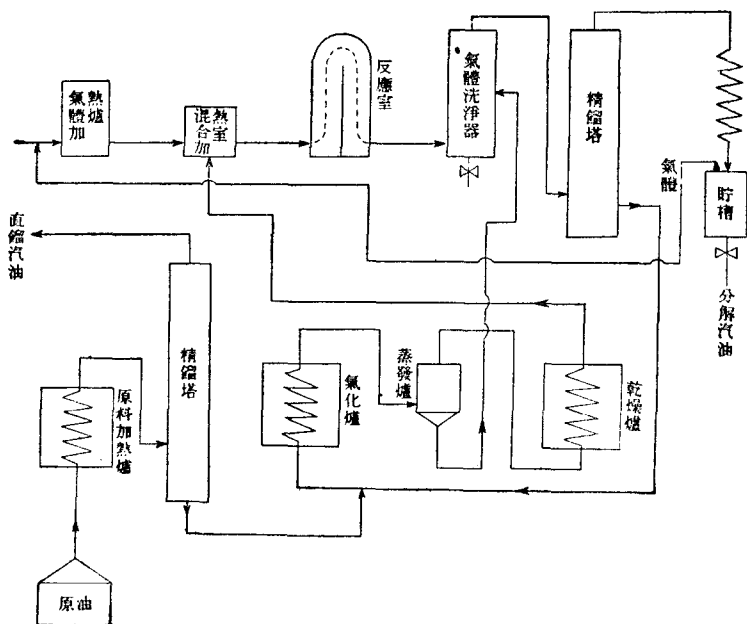 氣體加
熱爐
混合加
熱室
反應室
氣體洗淨器
精餾塔
氣體
貯槽
分解汽油
直餾汽油
精餾塔
原料加熱爐
原油
氣化爐
蒸發爐
乾燥爐